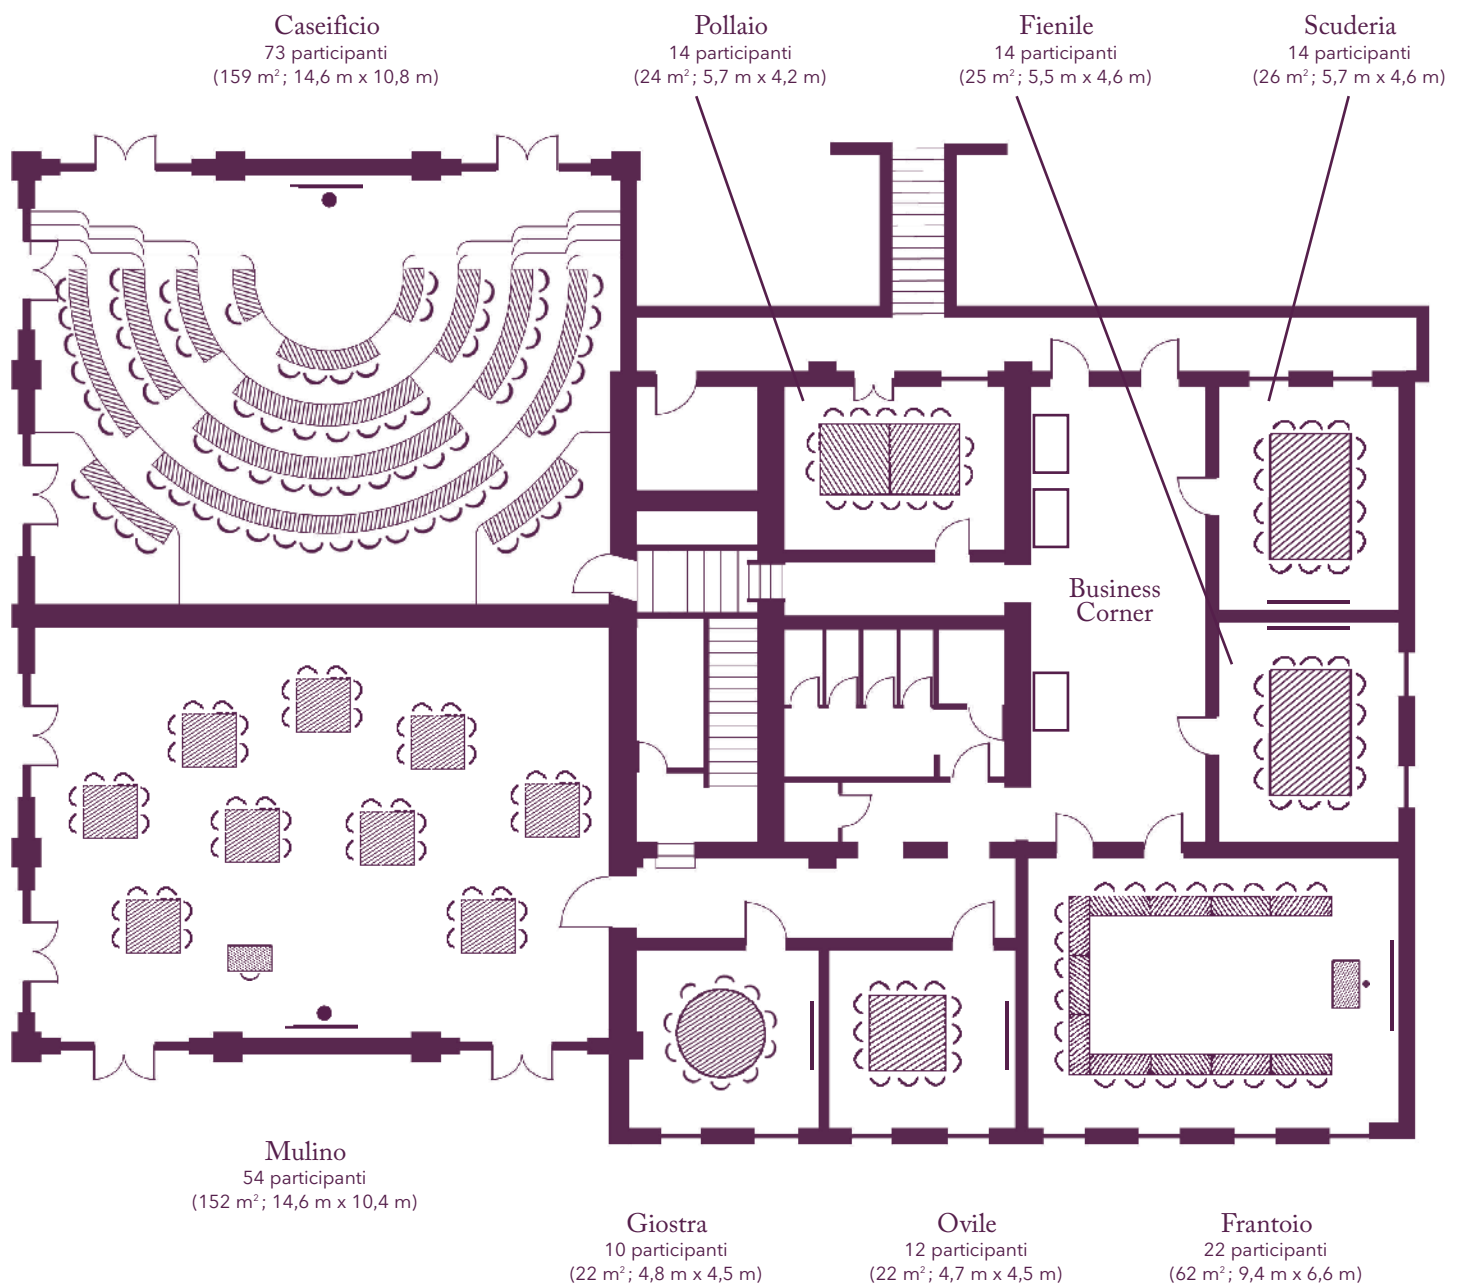 Caseificio
73 participanti
(159 m²; 14,6 m x 10,8 m)
Pollaio
14 participanti
(24 m²; 5,7 m x 4,2 m)
Fienile
14 participanti
(25 m²; 5,5 m x 4,6 m)
Scuderia
14 participanti
(26 m²; 5,7 m x 4,6 m)
Business
Corner
Mulino
54 participanti
(152 m²; 14,6 m x 10,4 m)
Giostra
10 participanti
(22 m²; 4,8 m x 4,5 m)
Ovile
12 participanti
(22 m²; 4,7 m x 4,5 m)
Frantoio
22 participanti
(62 m²; 9,4 m x 6,6 m)